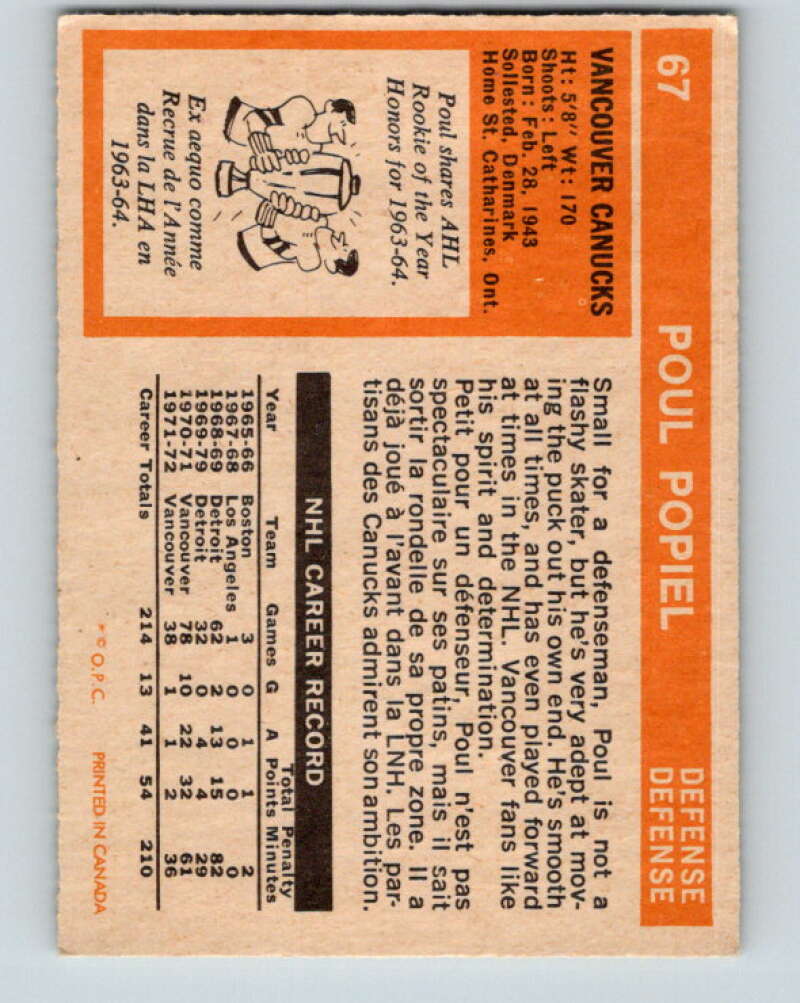 67
POUL POPIEL
DEFENSE
DEFENSE
VANCOUVER CANUCKS
Ht: 5'8" Wt: 170
Shoots: Left
Born: Feb. 28, 1943
Sollested, Denmark
Home St. Catharines, Ont.
Poul shares AHL
Rookie of the Year
Honors for 1963-64.
Ex aequo comme
Recrue de l'Année
dans la LHA en
1963-64.
Small for a defenseman, Poul is not a
flashy skater, but he's very adept at mov-
ing the puck out his own end. He's smooth
at all times, and has even played forward
at times in the NHL. Vancouver fans like
his spirit and determination.
Petit pour un défenseur, Poul n'est pas
spectaculaire sur ses patins, mais il sait
sortir la rondelle de sa propre zone. Il a
déjà joué à l'avant dans la LNH. Les par-
tisans des Canucks admirent son ambition.
NHL CAREER RECORD
Total Penalty
Year Team Games G A Points Minutes
1965-66 Boston 3 0 1 1 2
1967-68 Los Angeles 1 0 0 0 0
1968-69 Detroit 62 2 13 15 82
1969-79 Detroit 32 0 4 4 29
1970-71 Vancouver 78 10 22 32 61
1971-72 Vancouver 38 1 1 2 36
Career Totals 214 13 41 54 210
* © O.P.C. PRINTED IN CANADA